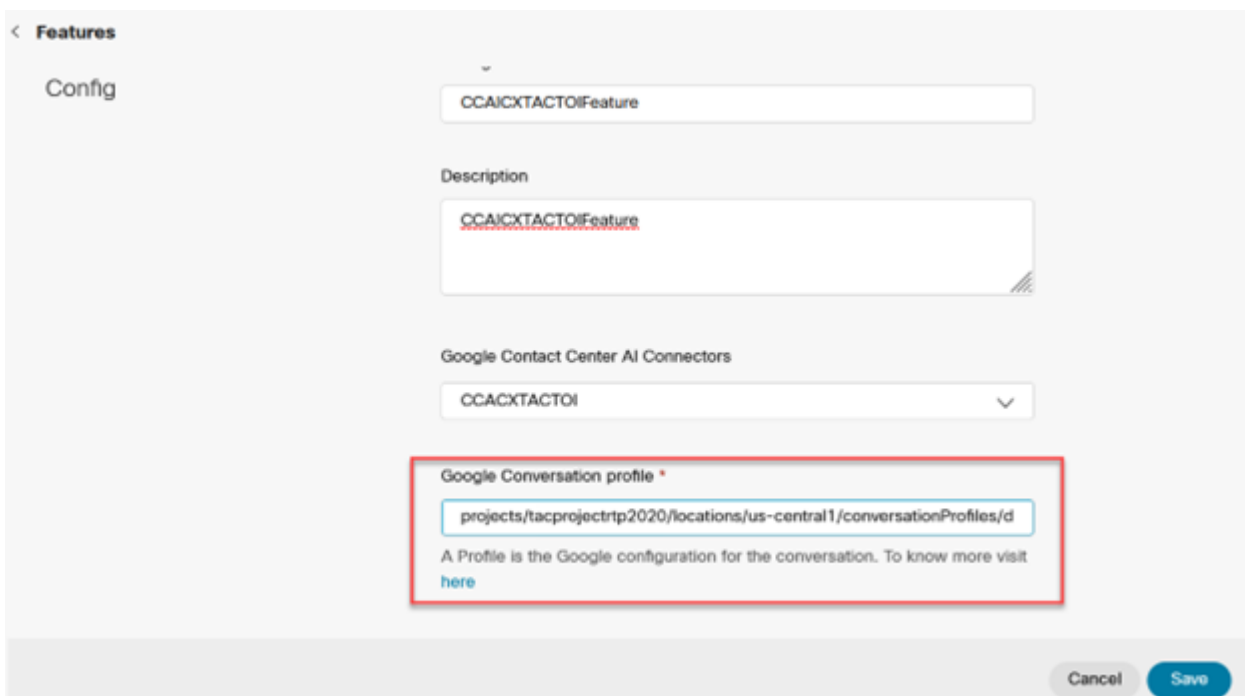 Features
Config
CCAICXTACTOIFeature
Description
CCAICXTACTOIFeature
Google Contact Center AI Connectors
CCACXTACTOI
Google Conversation profile *
projects/tacprojectrtp2020/locations/us-central1/conversationProfiles/d
A Profile is the Google configuration for the conversation. To know more visit
here
Cancel Save